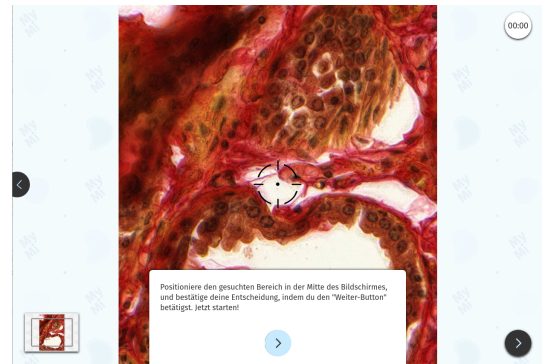 00:00
Positioniere den gesuchten Bereich in der Mitte des Bildschirmes,
und bestätige deine Entscheidung, indem du den "Weiter-Button"
betätigst. Jetzt starten!